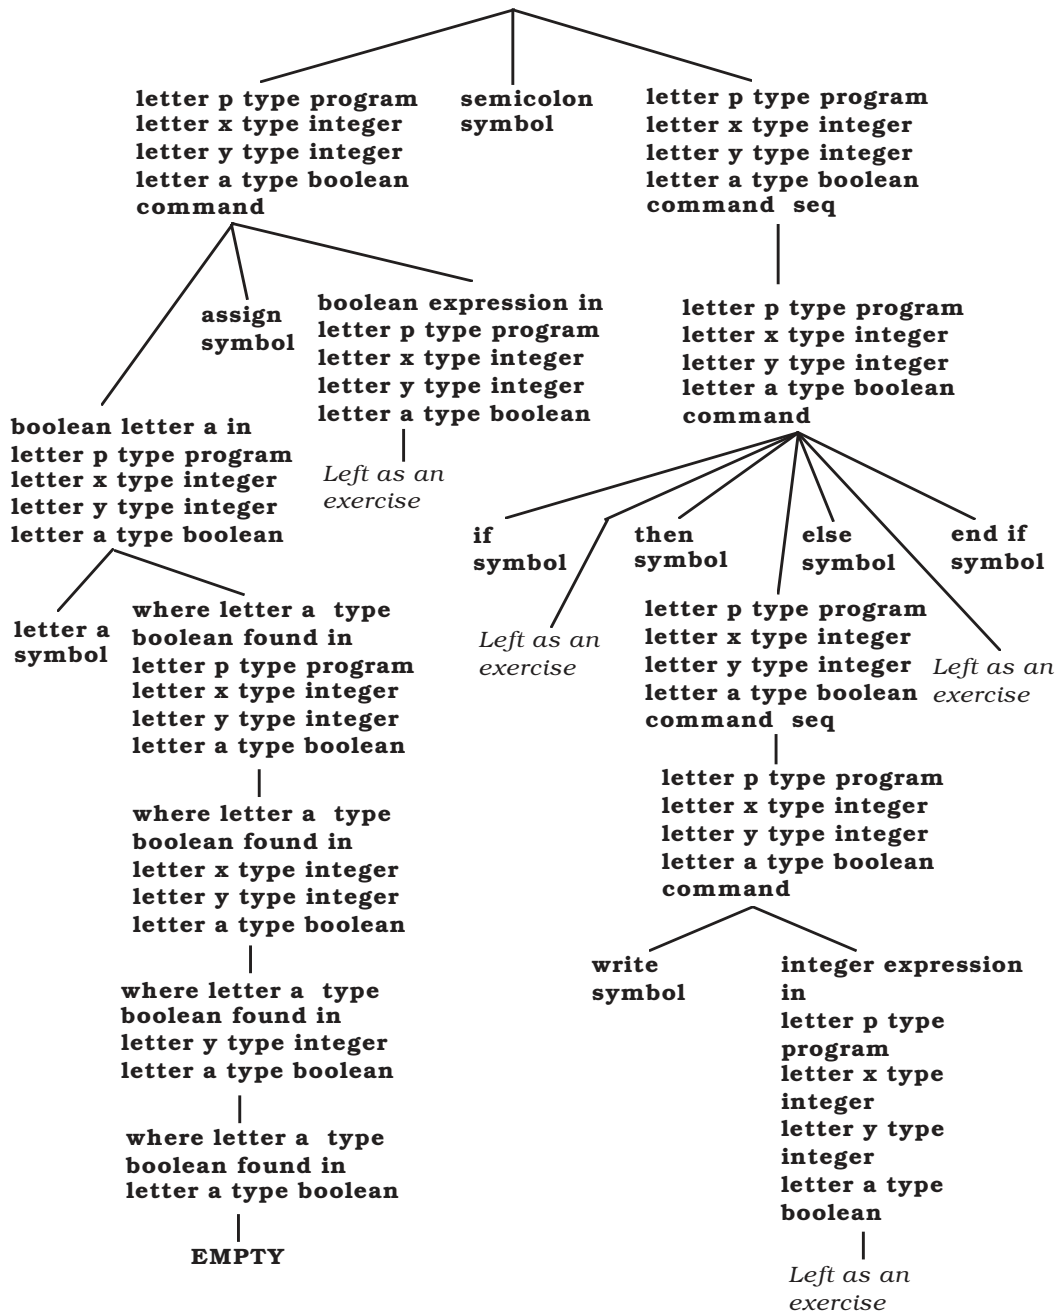 letter p type program
letter x type integer
letter y type integer
letter a type boolean
command
semicolon
symbol
letter p type program
letter x type integer
letter y type integer
letter a type boolean
command seq
assign
symbol
boolean expression in
letter p type program
letter x type integer
letter y type integer
letter a type boolean
Left as an
exercise
letter p type program
letter x type integer
letter y type integer
letter a type boolean
command
boolean letter a in
letter p type program
letter x type integer
letter y type integer
letter a type boolean
if
symbol
then
symbol
else
symbol
end if
symbol
letter a
symbol
where letter a type
boolean found in
letter p type program
letter x type integer
letter y type integer
letter a type boolean
Left as an
exercise
letter p type program
letter x type integer
letter y type integer
letter a type boolean
command seq
Left as an
exercise
where letter a type
boolean found in
letter x type integer
letter y type integer
letter a type boolean
letter p type program
letter x type integer
letter y type integer
letter a type boolean
command
where letter a type
boolean found in
letter y type integer
letter a type boolean
write
symbol
integer expression
in
letter p type
program
letter x type
integer
letter y type
integer
letter a type
boolean
where letter a type
boolean found in
letter a type boolean
EMPTY
Left as an
exercise